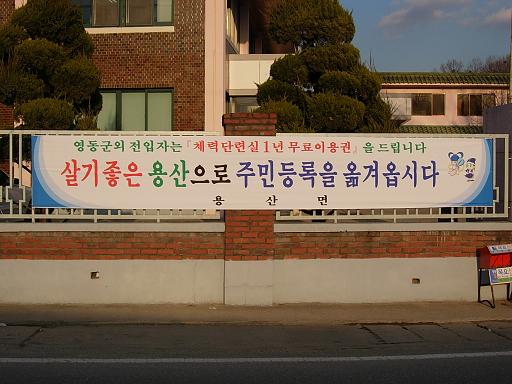 영동군외 전입자는 『체력단련실 1년 무료이용권』을 드립니다
살기좋은 용산으로 주민등록을 옮겨옵시다
용 산 면